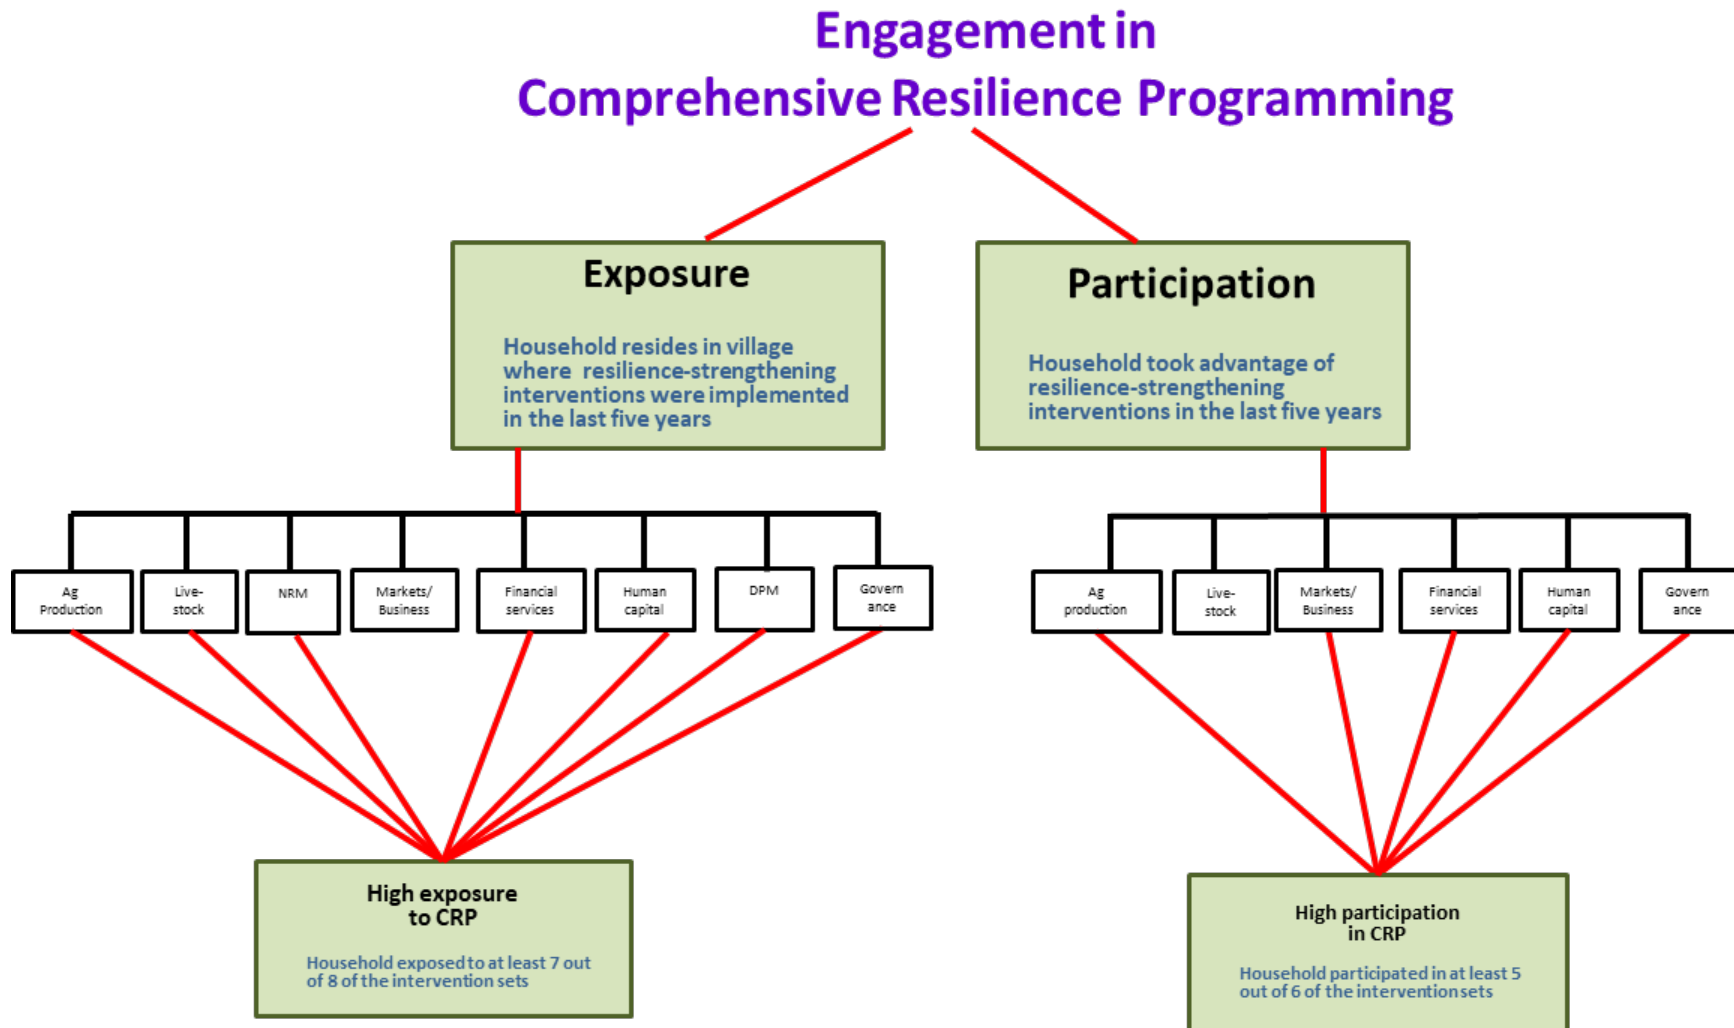 Engagement in
Comprehensive Resilience Programming
Exposure
Household resides in village
where resilience-strengthening
interventions were implemented
in the last five years
Participation
Household took advantage of
resilience-strengthening
interventions in the last five years
Ag
Production
Live-
stock
NRM
Markets/
Business
Financial
services
Human
capital
DPM
Govern
ance
Ag
production
Live-
stock
Markets/
Business
Financial
services
Human
capital
Govern
ance
High exposure
to CRP
Household exposed to at least 7 out
of 8 of the intervention sets
High participation
in CRP
Household participated in at least 5
out of 6 of the intervention sets